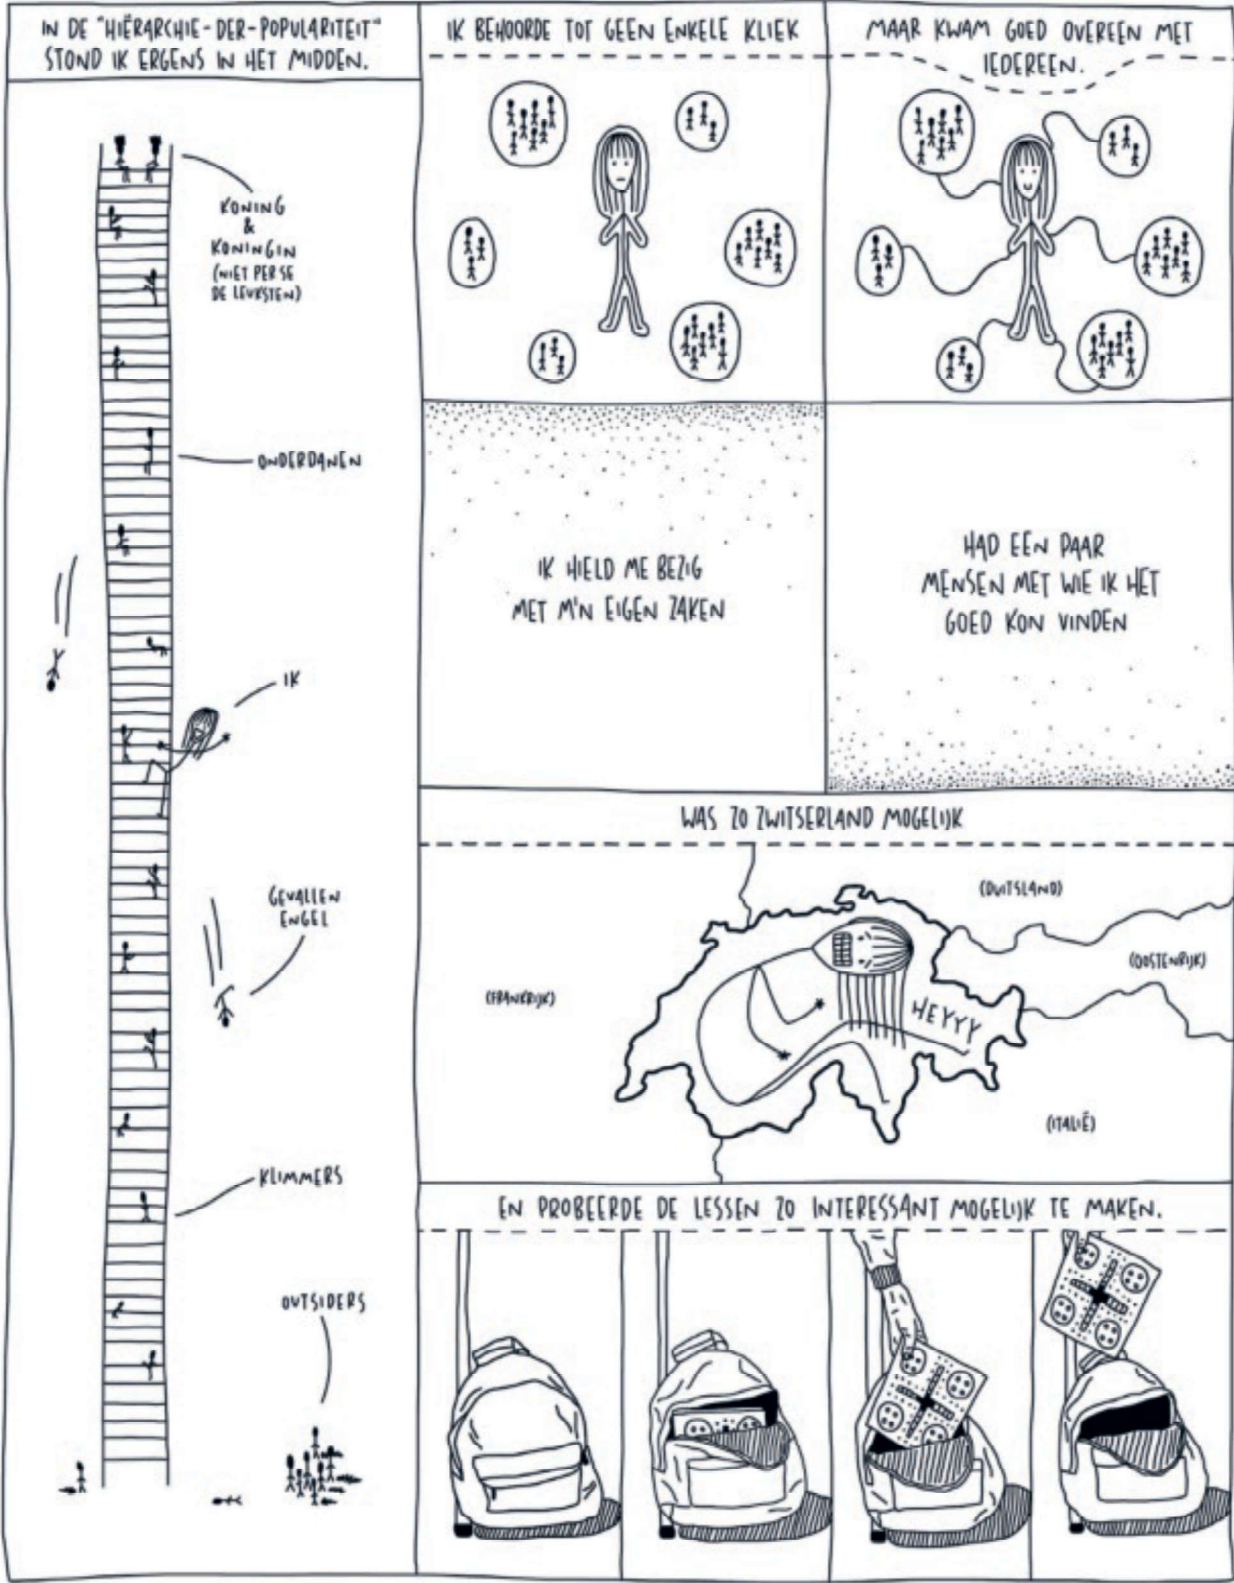 IN DE "HIËRARCHIE-DER-POPULARITEIT"
STOND IK ERGENS IN HET MIDDEN.
KONING
&
KONINGIN
(NIET PER SE
DE LEUKSTEN)
ONDERDANEN
IK
GEVALLEN
ENGEL
KLIMMERS
OUTSIDERS
IK BEHOORDE TOT GEEN ENKELE KLIEK
MAAR KWAM GOED OVEREEN MET
IEDEREEN.
IK HIELD ME BEZIG
MET M'N EIGEN ZAKEN
HAD EEN PAAR
MENSEN MET WIE IK HET
GOED KON VINDEN
WAS ZO ZWITSERLAND MOGELIJK
(DUITSLAND)
(OOSTENRIJK)
(FRANKRIJK)
HEYYY
(ITALIË)
EN PROBEERDE DE LESSEN ZO INTERESSANT MOGELIJK TE MAKEN.